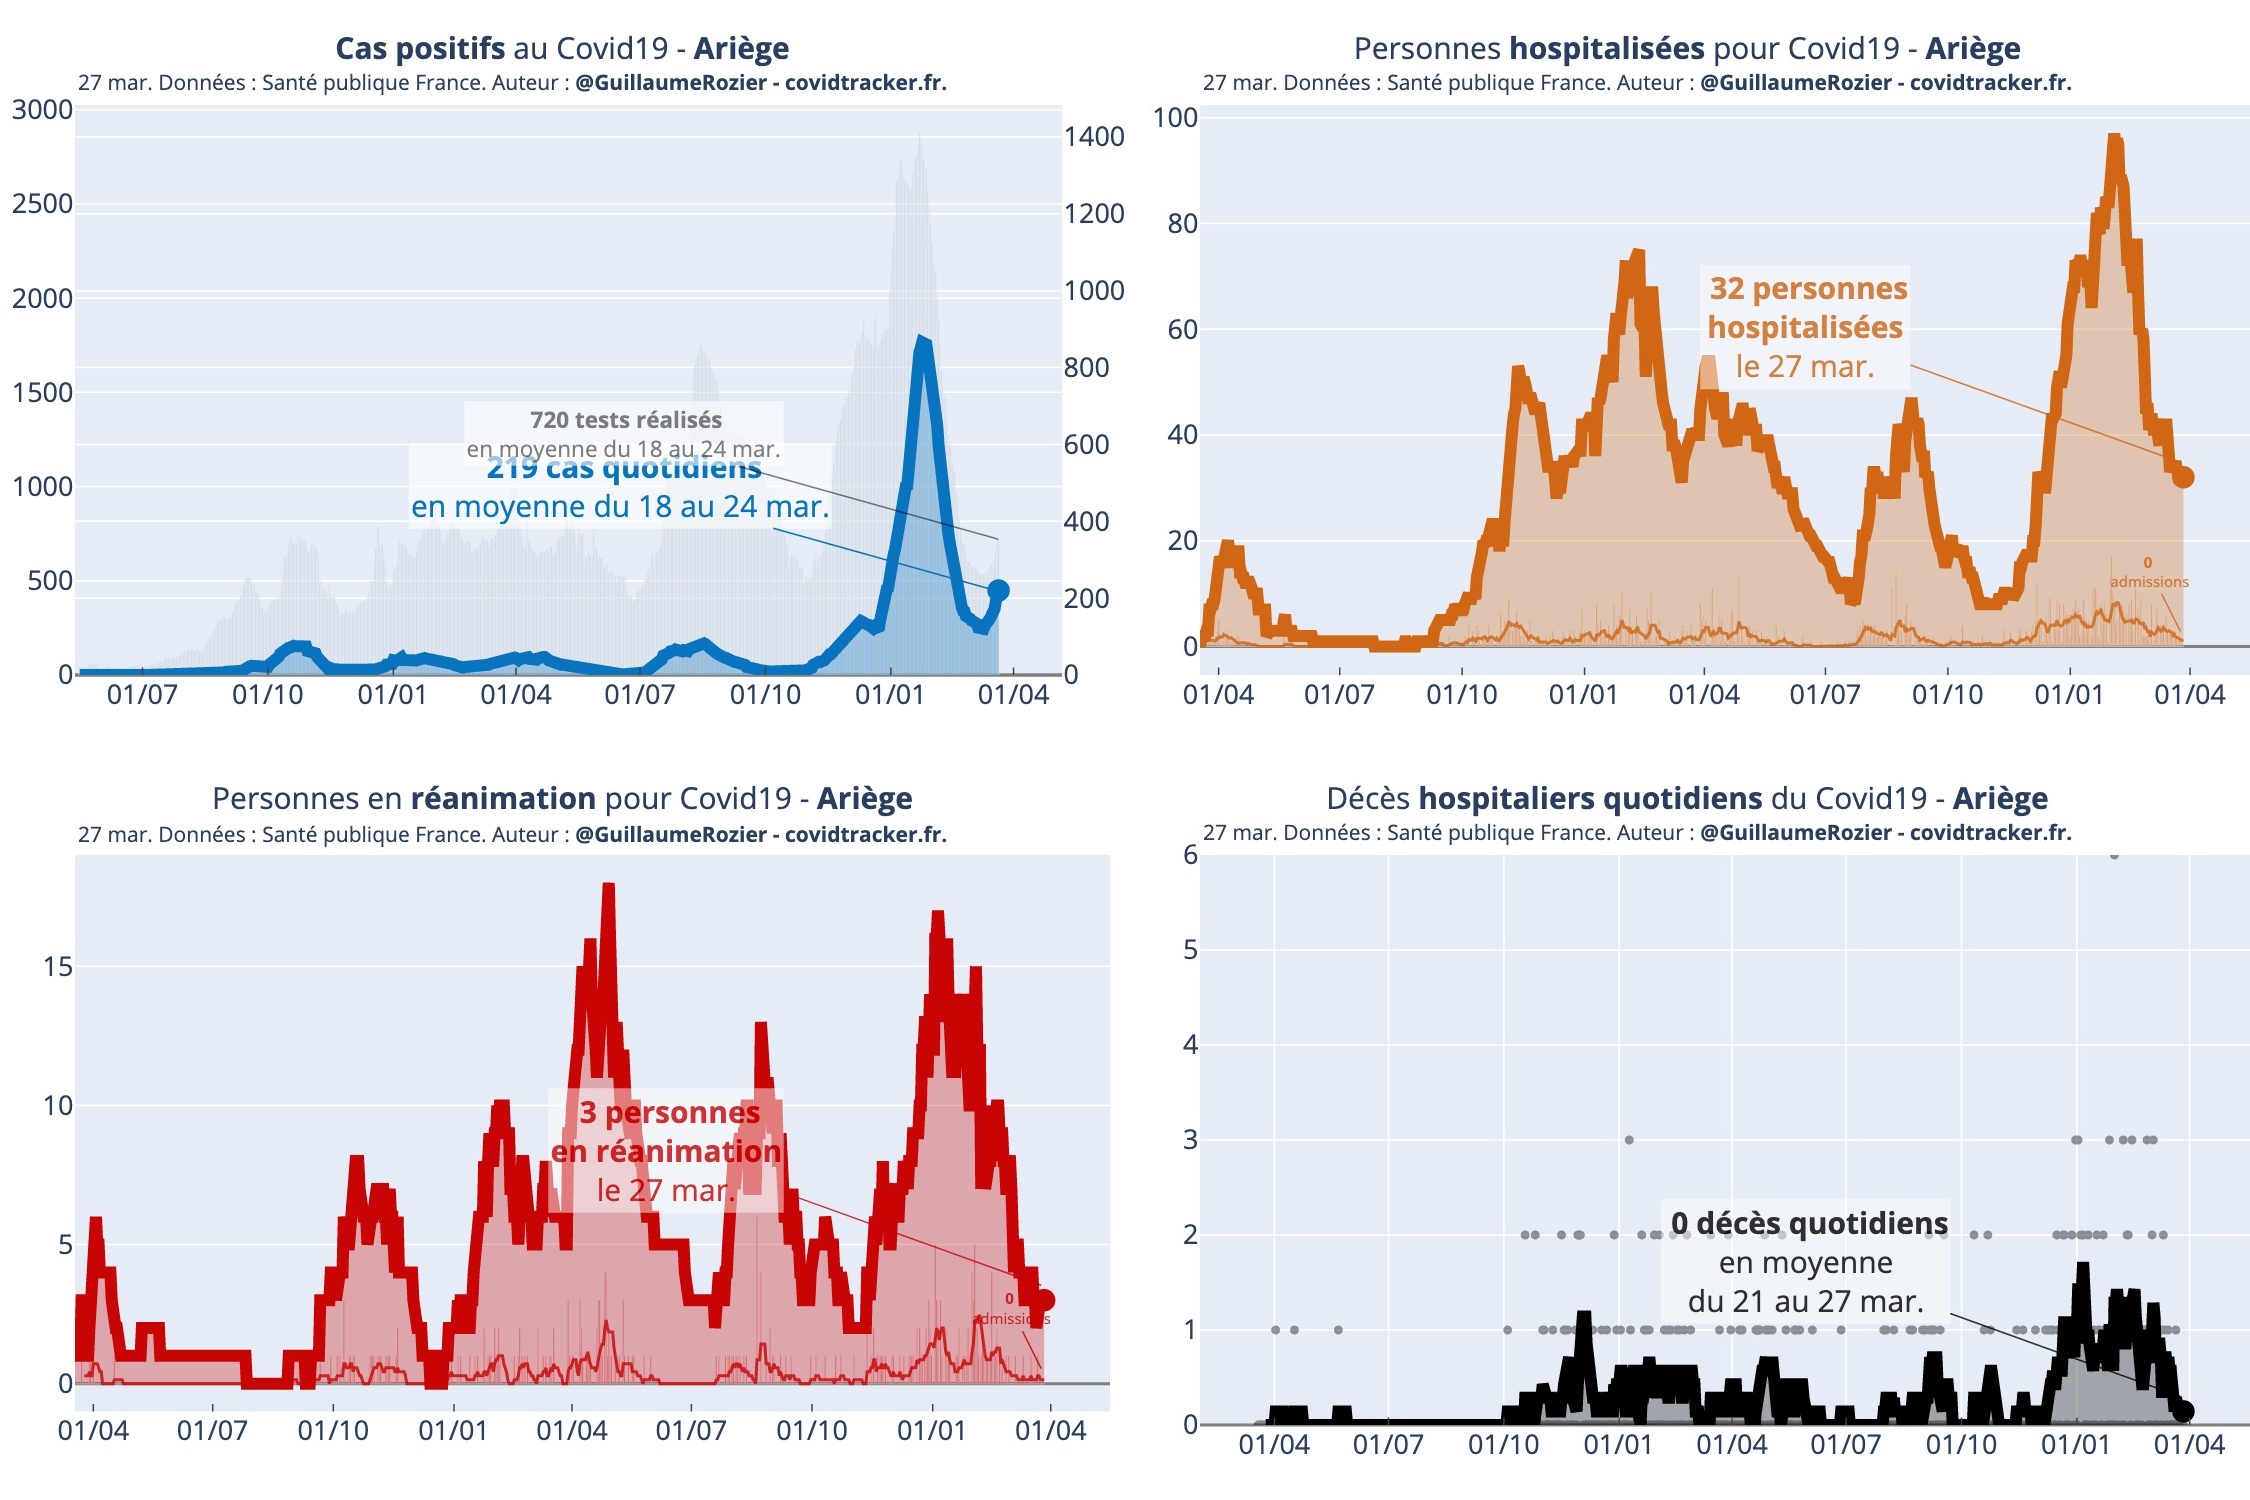 Cas positifs au Covid19 - Ariège
27 mar. Données : Santé publique France. Auteur : @GuillaumeRozier - covidtracker.fr.
3000
2500
2000
1500
1000
500
0
1400
1200
1000
800
600
400
200
0
720 tests réalisés
en moyenne du 18 au 24 mar.
219 cas quotidiens
en moyenne du 18 au 24 mar.
01/07 01/10 01/01 01/04 01/07 01/10 01/01 01/04
Personnes hospitalisées pour Covid19 - Ariège
27 mar. Données : Santé publique France. Auteur : @GuillaumeRozier - covidtracker.fr.
100
80
60
40
20
0
32 personnes
hospitalisées
le 27 mar.
0
admissions
01/04 01/07 01/10 01/01 01/04 01/07 01/10 01/01 01/04
Personnes en réanimation pour Covid19 - Ariège
27 mar. Données : Santé publique France. Auteur : @GuillaumeRozier - covidtracker.fr.
15
10
5
0
3 personnes
en réanimation
le 27 mar.
0
admissions
01/04 01/07 01/10 01/01 01/04 01/07 01/10 01/01 01/04
Décès hospitaliers quotidiens du Covid19 - Ariège
27 mar. Données : Santé publique France. Auteur : @GuillaumeRozier - covidtracker.fr.
6
5
4
3
2
1
0
0 décès quotidiens
en moyenne
du 21 au 27 mar.
01/04 01/07 01/10 01/01 01/04 01/07 01/10 01/01 01/04